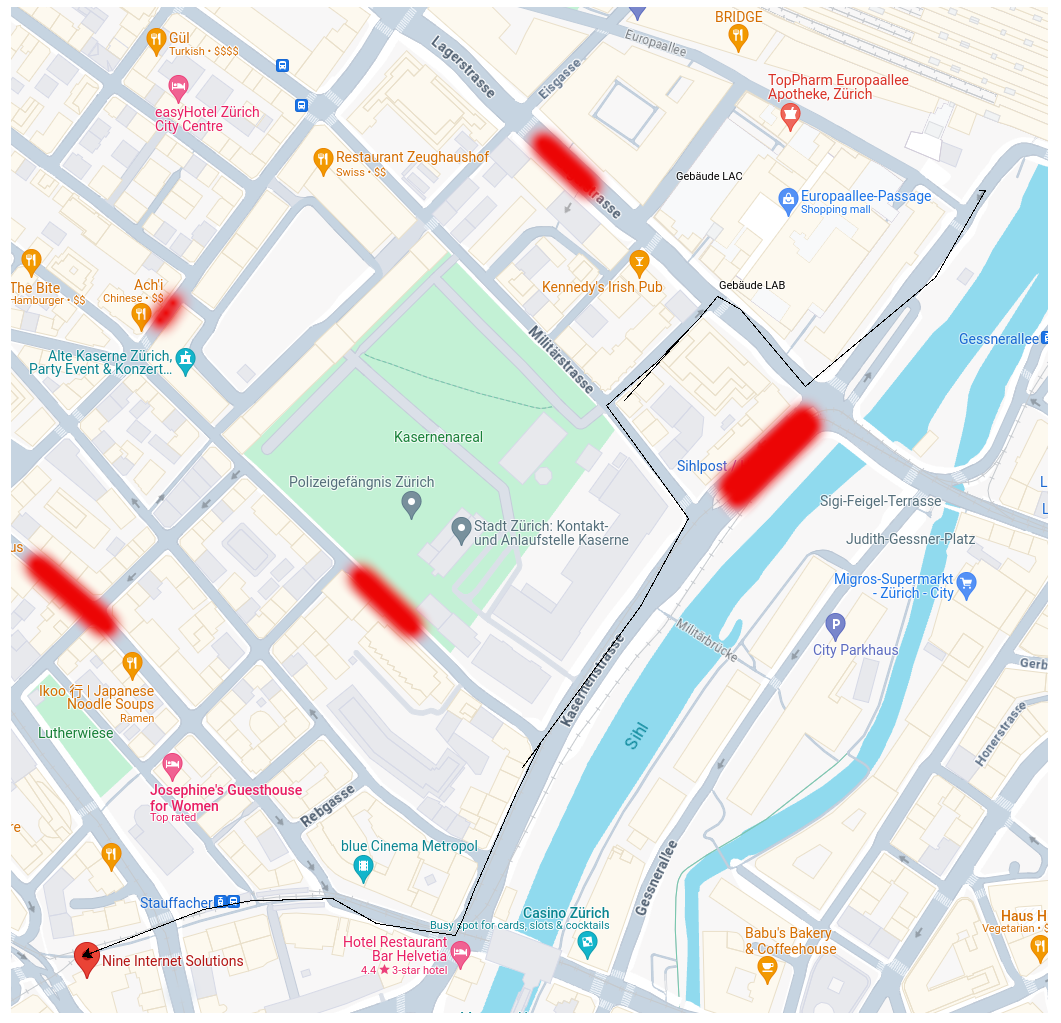 BRIDGE
Gül
Turkish • $$$$
Lagerstrasse
Europaallee
Eisgasse
TopPharm Europaallee
Apotheke, Zürich
easyHotel Zürich
City Centre
Restaurant Zeughaushof
Swiss • $$
Gebäude LAC
Europaallee-Passage
Shopping mall
The Bite
Hamburger • $$
Ach'i
Chinese • $$
Kennedy's Irish Pub
Gebäude LAB
Alte Kaserne Zürich,
Party Event & Konzert...
Militärstrasse
Gessnerallee
Kasernenareal
Sihlpost /
Polizeigefängnis Zürich
Stadt Zürich: Kontakt-
und Anlaufstelle Kaserne
Sigi-Feigel-Terrasse
Judith-Gessner-Platz
us
Migros-Supermarkt
- Zürich - City
P
City Parkhaus
Militärbrücke
Gerb
Kasernenstrasse
Ikoo 行 | Japanese
Noodle Soups
Ramen
Lutherwiese
Sihl
Josephine's Guesthouse
for Women
Top rated
Rebgasse
re
blue Cinema Metropol
Gessnerallee
Stauffacher
Casino Zürich
Busy spot for cards, slots & cocktails
Hotel Restaurant
Bar Helvetia
4.4 ★ 3-star hotel
Nine Internet Solutions
Babu's Bakery
& Coffeehouse
Haus H
Vegetarian • $